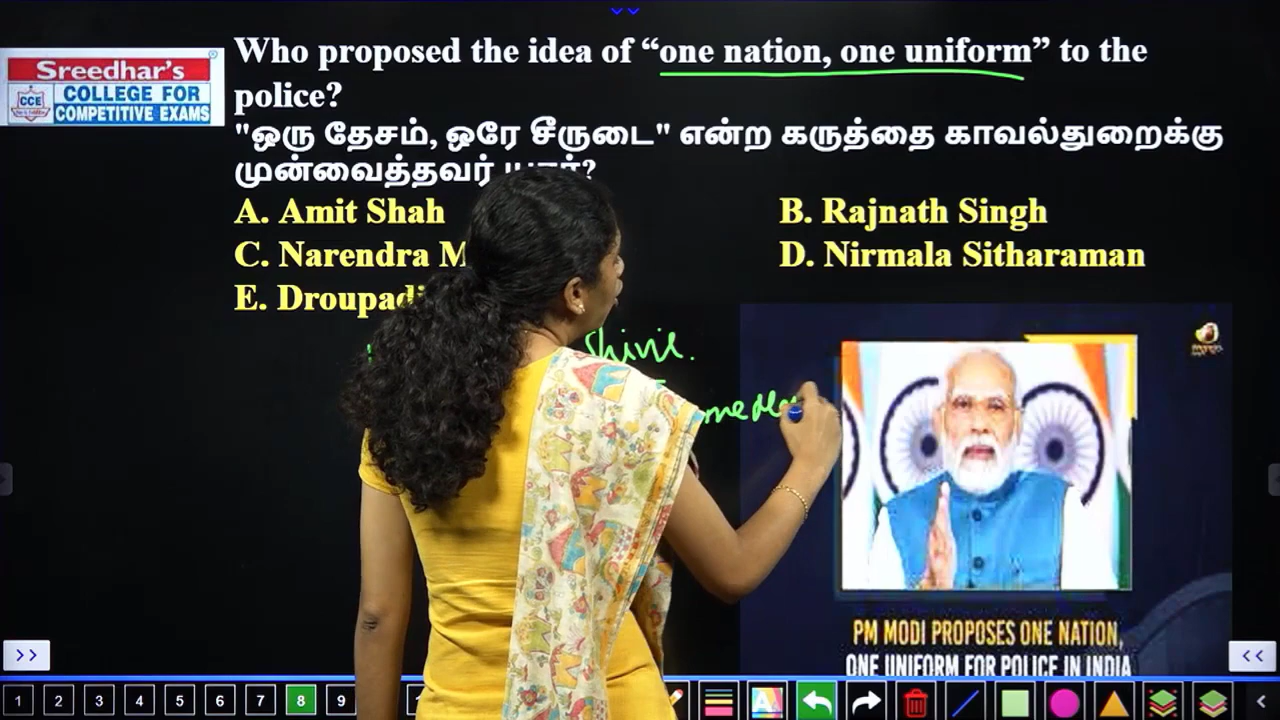 Sreedhar's
CCE
COLLEGE FOR
COMPETITIVE EXAMS
Who proposed the idea of “one nation, one uniform” to the
police?
"ஒரு தேசம், ஒரே சீருடை" என்ற கருத்தை காவல்துறைக்கு
முன்வைத்தவர் யார்?
A. Amit Shah
B. Rajnath Singh
C. Narendra
D. Nirmala Sitharaman
E. Droupadi
PM MODI PROPOSES ONE NATION,
ONE UNIFORM FOR POLICE IN INDIA
>>
<<
1 2 3 4 5 6 7 8 9